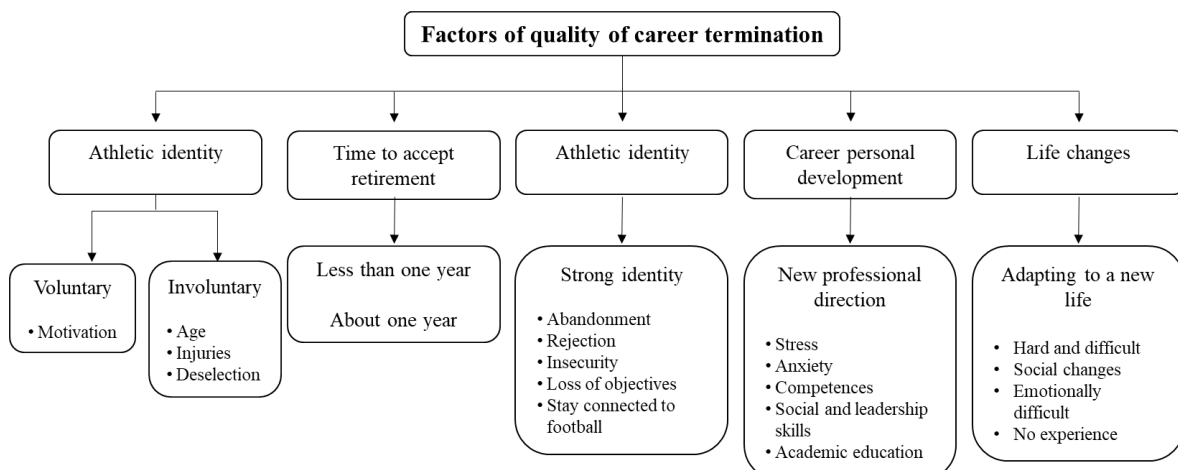 Factors of quality of career termination
Athletic identity
Time to accept
retirement
Athletic identity
Career personal
development
Life changes
Voluntary
• Motivation
Involuntary
• Age
• Injuries
• Deselection
Less than one year
About one year
Strong identity
• Abandonment
• Rejection
• Insecurity
• Loss of objectives
• Stay connected to
football
New professional
direction
• Stress
• Anxiety
• Competences
• Social and leadership
skills
• Academic education
Adapting to a new
life
• Hard and difficult
• Social changes
• Emotionally
difficult
• No experience